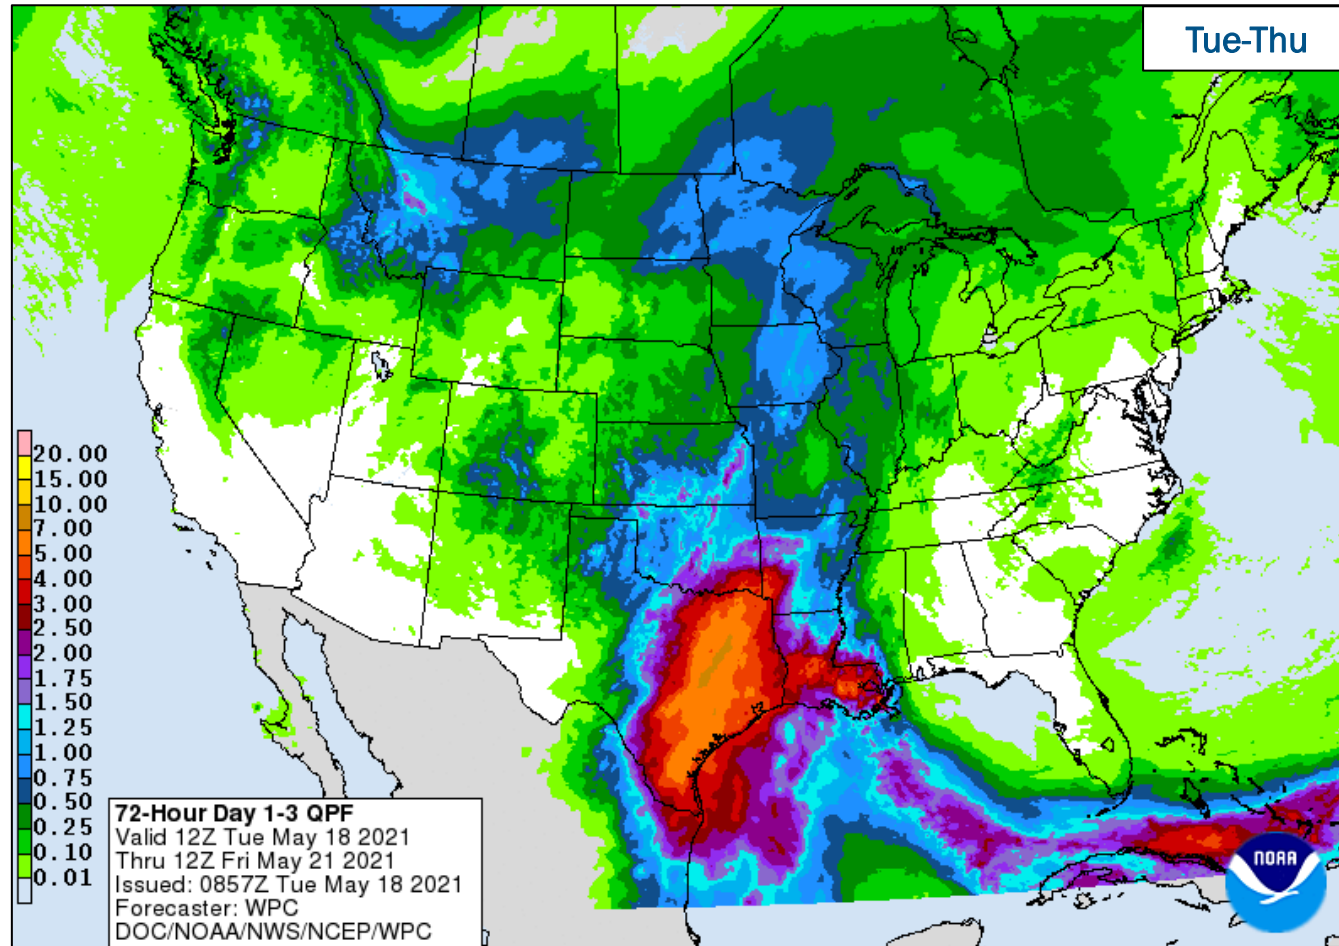 Tue-Thu
20.00
15.00
10.00
7.00
5.00
4.00
3.00
2.50
2.00
1.75
1.50
1.25
1.00
0.75
0.50
0.25
0.10
0.01
72-Hour Day 1-3 QPF
Valid 12Z Tue May 18 2021
Thru 12Z Fri May 21 2021
Issued: 0857Z Tue May 18 2021
Forecaster: WPC
DOC/NOAA/NWS/NCEP/WPC
NOAA